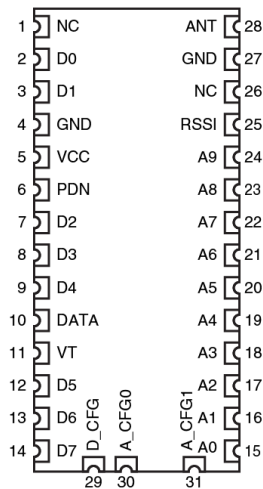 1 NC ANT 28
2 D0 GND 27
3 D1 NC 26
4 GND RSSI 25
5 VCC A9 24
6 PDN A8 23
7 D2 A7 22
8 D3 A6 21
9 D4 A5 20
10 DATA A4 19
11 VT A3 18
12 D5 A2 17
13 D6 A1 16
14 D7 A0 15
D_CFG A_CFG0 A_CFG1
29 30 31